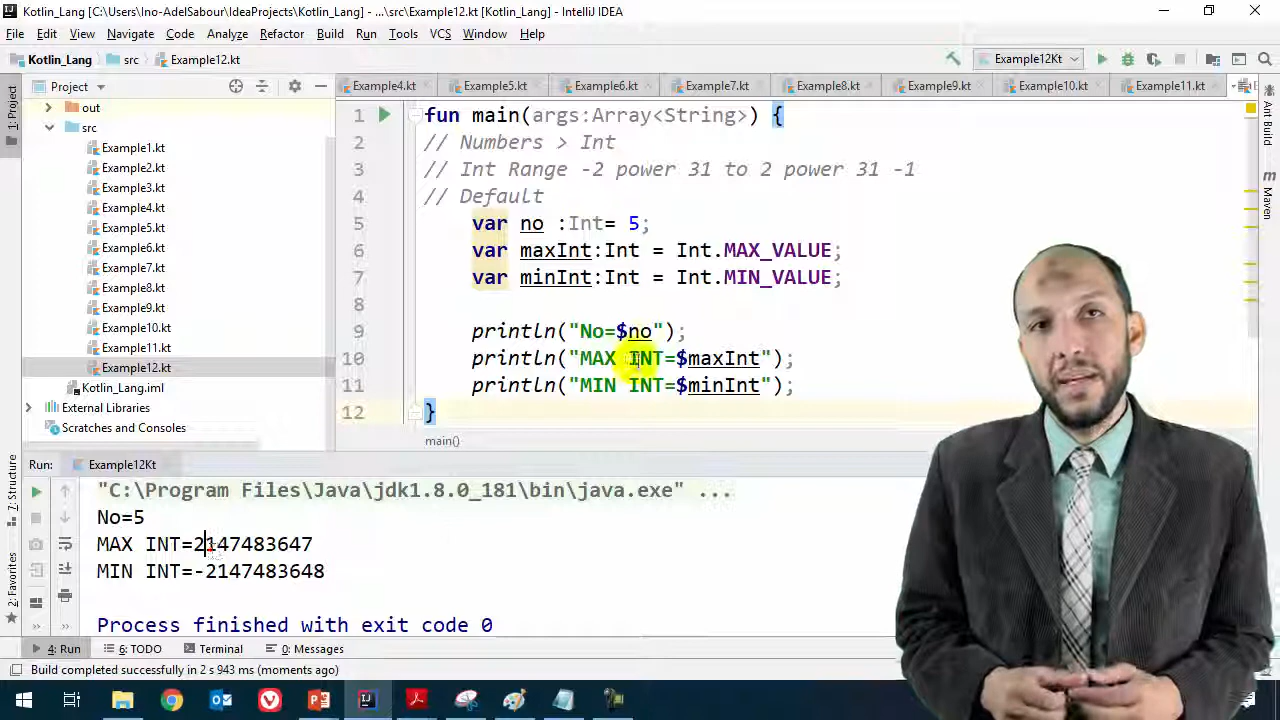 Kotlin_Lang [C:\Users\Ino-AdelSabour\IdeaProjects\Kotlin_Lang] - ...\src\Example12.kt [Kotlin_Lang] - IntelliJ IDEA
File Edit View Navigate Code Analyze Refactor Build Run Tools VCS Window Help
Kotlin_Lang src Example12.kt Example12Kt
Project Example4.kt Example5.kt Example6.kt Example7.kt Example8.kt Example9.kt Example10.kt Example11.kt
1: Project
out
src
Example1.kt
Example2.kt
Example3.kt
Example4.kt
Example5.kt
Example6.kt
Example7.kt
Example8.kt
Example9.kt
Example10.kt
Example11.kt
Example12.kt
Kotlin_Lang.iml
External Libraries
Scratches and Consoles
1 fun main(args:Array<String>) {
2 // Numbers > Int
3 // Int Range -2 power 31 to 2 power 31 -1
4 // Default
5 var no :Int= 5;
6 var maxInt:Int = Int.MAX_VALUE;
7 var minInt:Int = Int.MIN_VALUE;
8
9 println("No=$no");
10 println("MAX INT=$maxInt");
11 println("MIN INT=$minInt");
12 }
main()
Ant Build
Maven
Run: Example12Kt
7: Structure
2: Favorites
"C:\Program Files\Java\jdk1.8.0_181\bin\java.exe" ...
No=5
MAX INT=2147483647
MIN INT=-2147483648
Process finished with exit code 0
4: Run 6: TODO Terminal 0: Messages
Build completed successfully in 2 s 943 ms (moments ago)